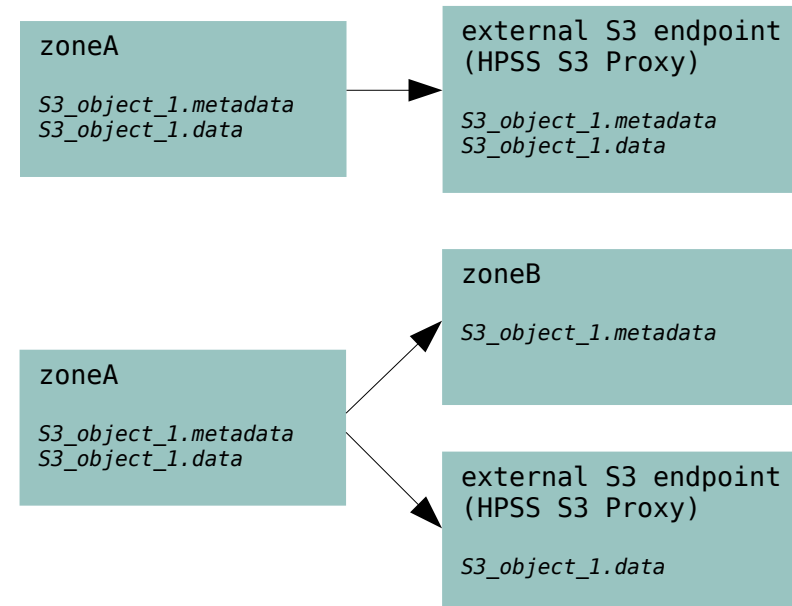 zoneA
S3_object_1.metadata
S3_object_1.data
external S3 endpoint
(HPSS S3 Proxy)
S3_object_1.metadata
S3_object_1.data
zoneA
S3_object_1.metadata
S3_object_1.data
zoneB
S3_object_1.metadata
external S3 endpoint
(HPSS S3 Proxy)
S3_object_1.data